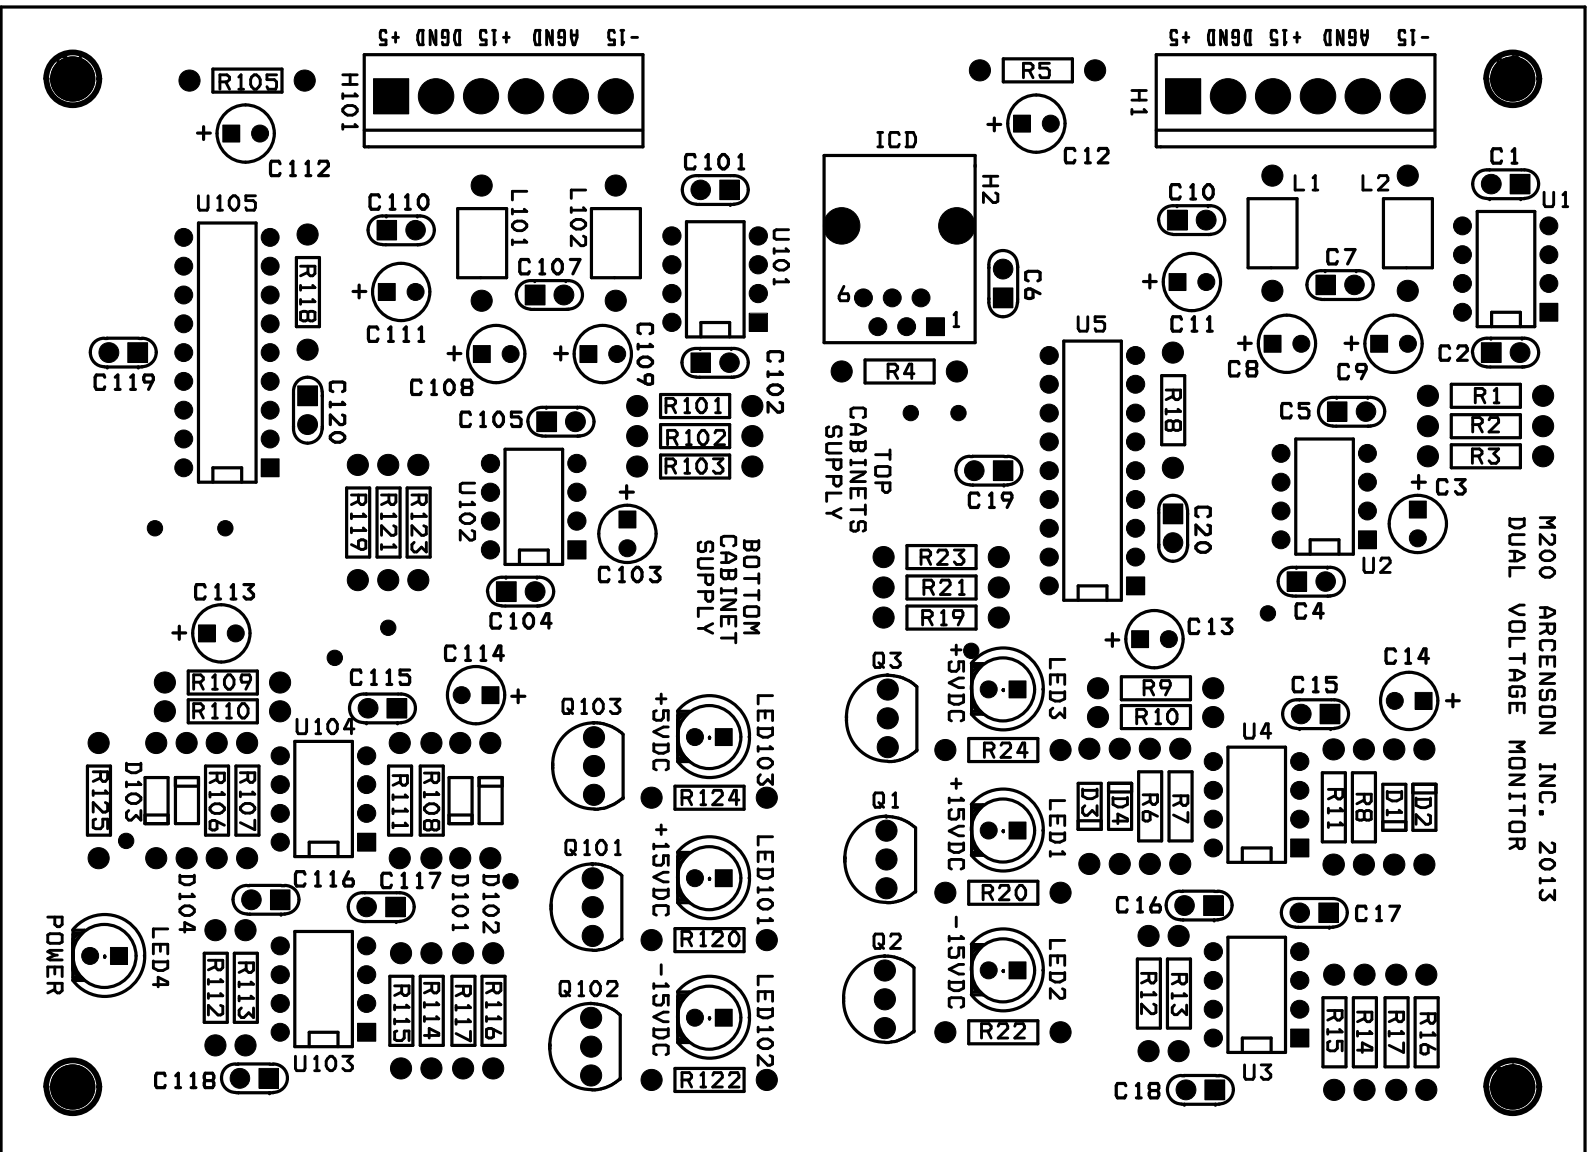 +5 DGND +15 AGND -15
H101
R105
+
C112
U105
R118
C119
C120
C110
+
C111
L101
L102
C107
C101
U101
+
C108
+
C109
C102
C105
R101
R102
R103
U102
+
C103
C104
R119
R121
R123
BOTTOM
CABINET
SUPPLY
C113
+
R109
R110
C115
C114
+
U104
R125
D103
R106
R107
R111
R108
D104
D101
D102
C116
C117
POWER
LED4
R112
R113
U103
R115
R114
R117
R116
C118
Q103
+5VDC
LED103
R124
Q101
+15VDC
LED101
R120
Q102
-15VDC
LED102
R122
+5 DGND +15 AGND -15
H1
R5
+
C12
ICD
H2
6
1
C6
R4
C10
+
C11
L1
L2
C7
C1
U1
+
C8
+
C9
C2
U5
R18
C5
R1
R2
R3
TOP
CABINETS
SUPPLY
C19
C20
+
C3
U2
C4
R23
R21
R19
M200 ARCENSON INC. 2013
DUAL VOLTAGE MONITOR
+
C13
Q3
+5VDC
LED3
R24
R9
R10
C15
C14
+
U4
D3
D4
R6
R7
R11
R8
D1
D2
Q1
+15VDC
LED1
R20
C16
C17
Q2
-15VDC
LED2
R22
R12
R13
U3
R15
R14
R17
R16
C18